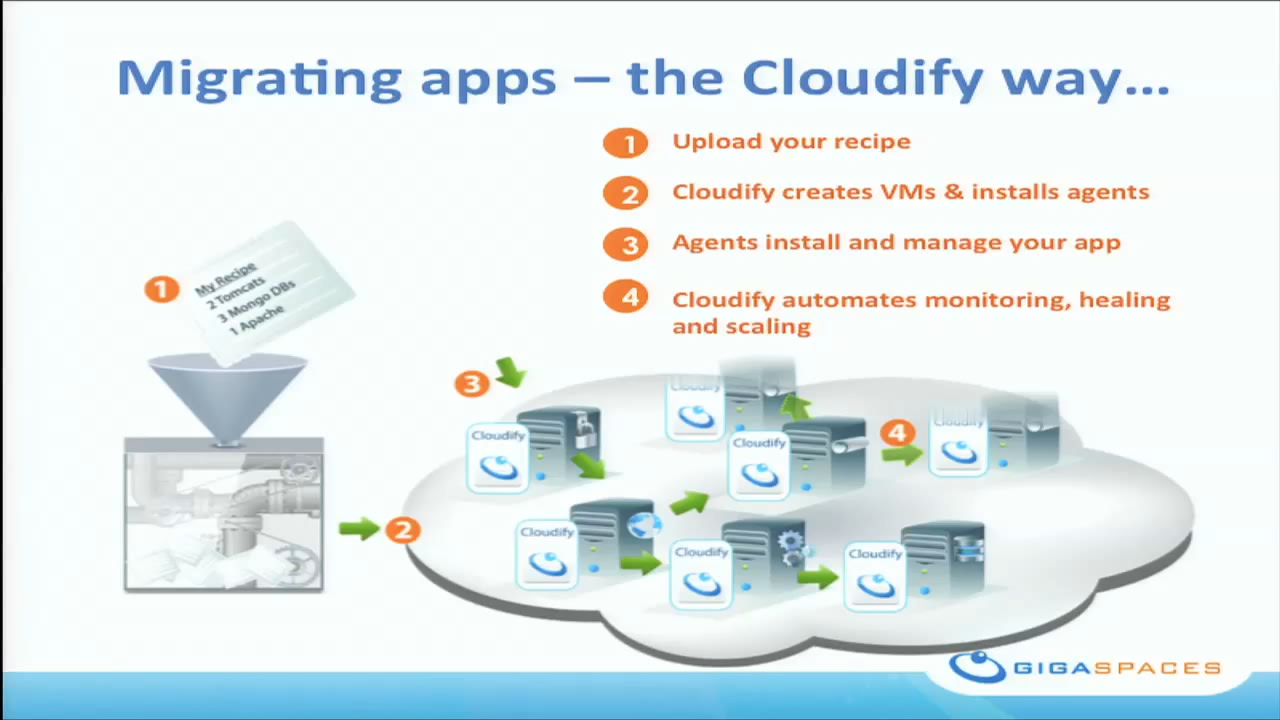 Migrating apps – the Cloudify way...
1 Upload your recipe
2 Cloudify creates VMs & installs agents
3 Agents install and manage your app
4 Cloudify automates monitoring, healing
and scaling
1
My Recipe
2 Tomcats
3 Mongo DBs
1 Apache
3
Cloudify
4
Cloudify
Cloudify
Cloudify
2
Cloudify
Cloudify
Cloudify
GIGASPACES